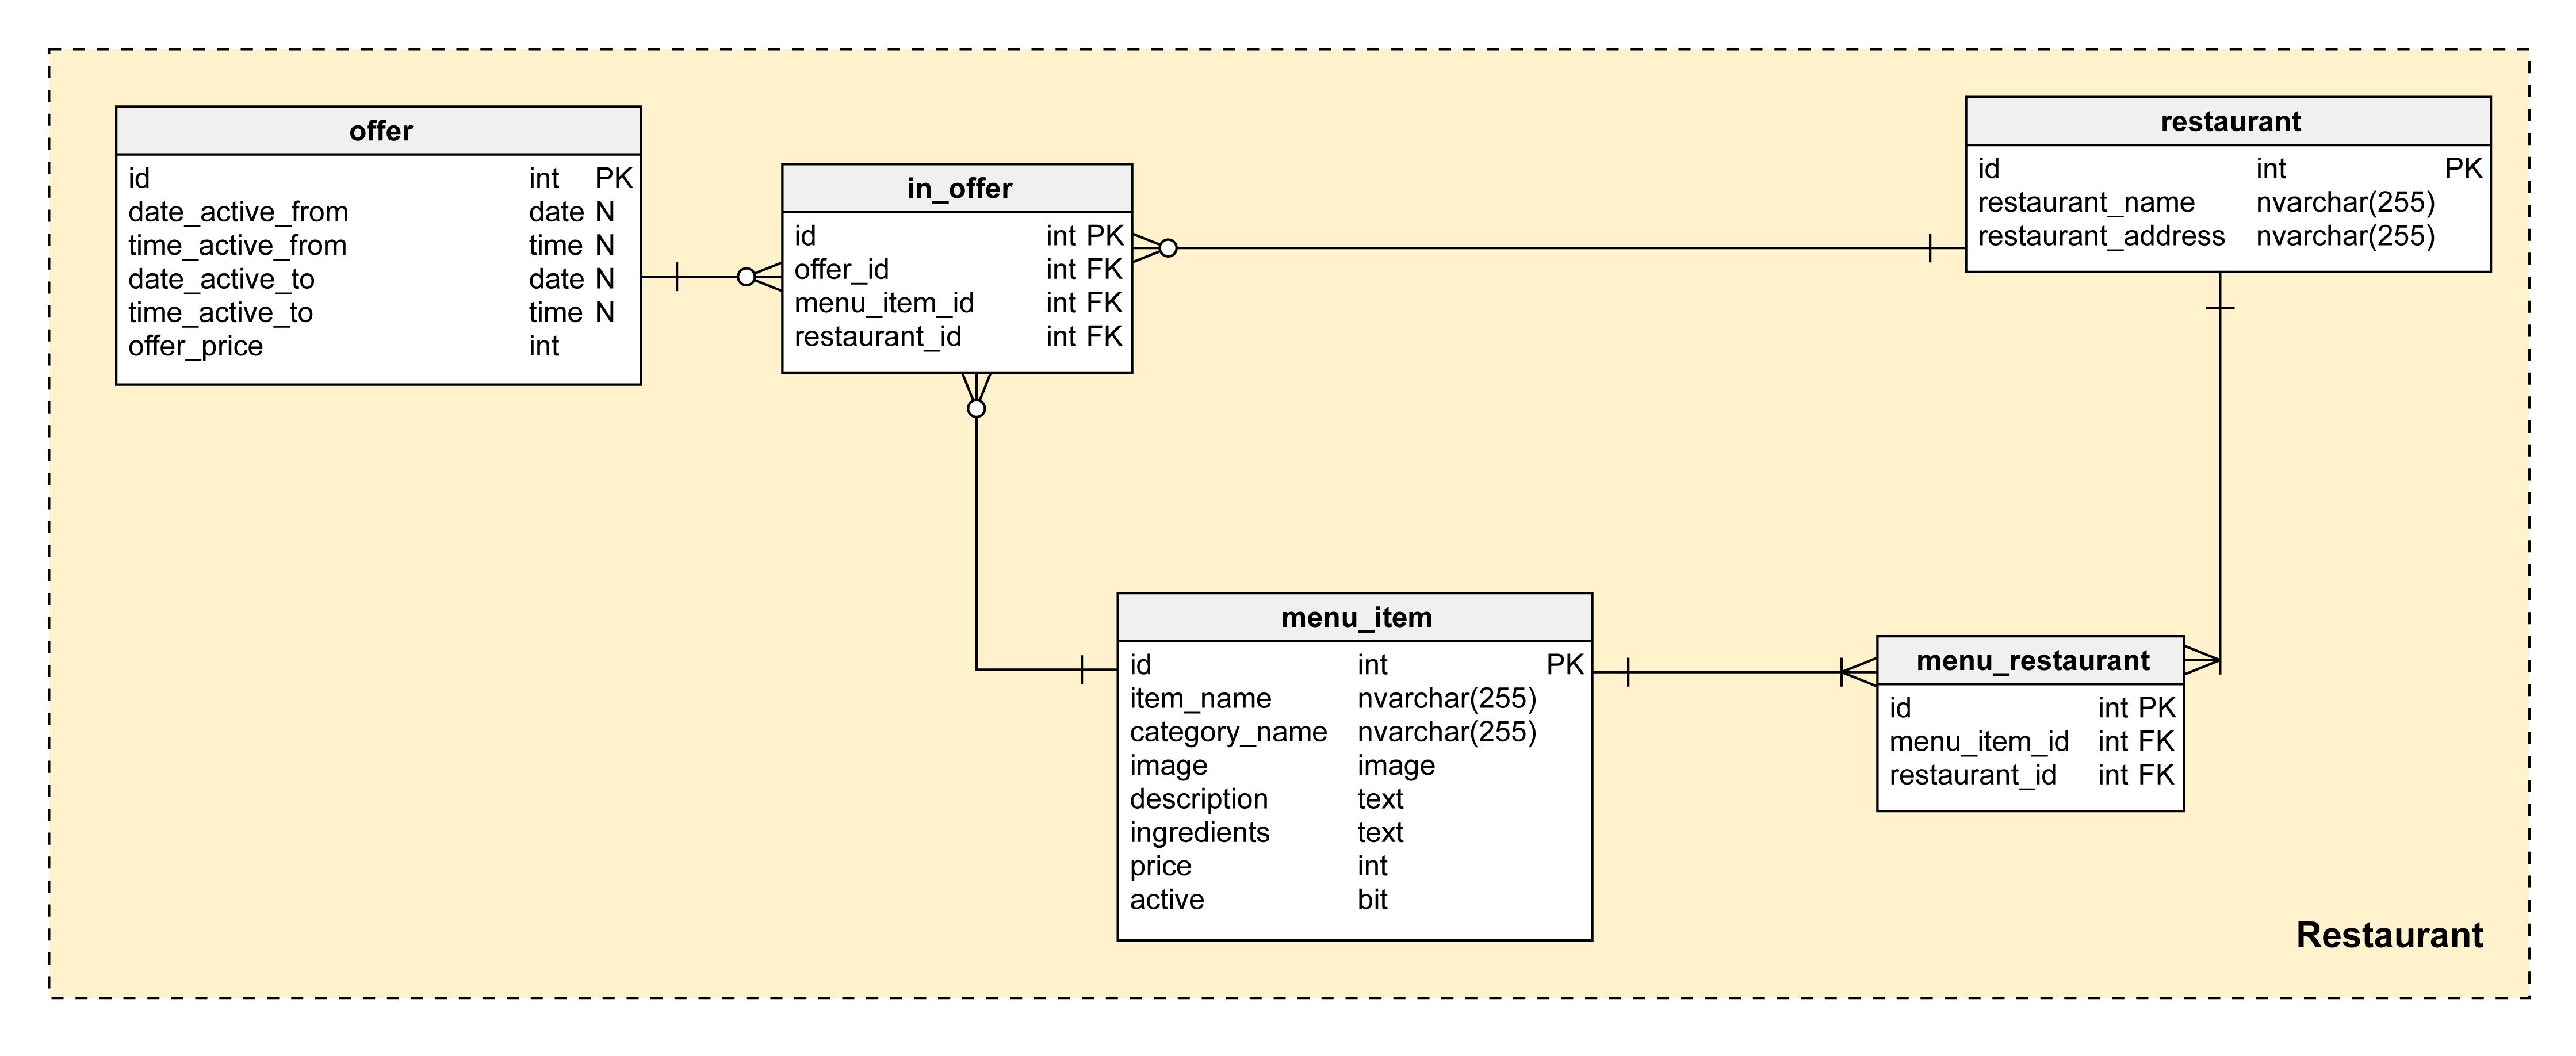 offer
id int PK
date_active_from date N
time_active_from time N
date_active_to date N
time_active_to time N
offer_price int
in_offer
id int PK
offer_id int FK
menu_item_id int FK
restaurant_id int FK
restaurant
id int PK
restaurant_name nvarchar(255)
restaurant_address nvarchar(255)
menu_item
id int PK
item_name nvarchar(255)
category_name nvarchar(255)
image image
description text
ingredients text
price int
active bit
menu_restaurant
id int PK
menu_item_id int FK
restaurant_id int FK
Restaurant